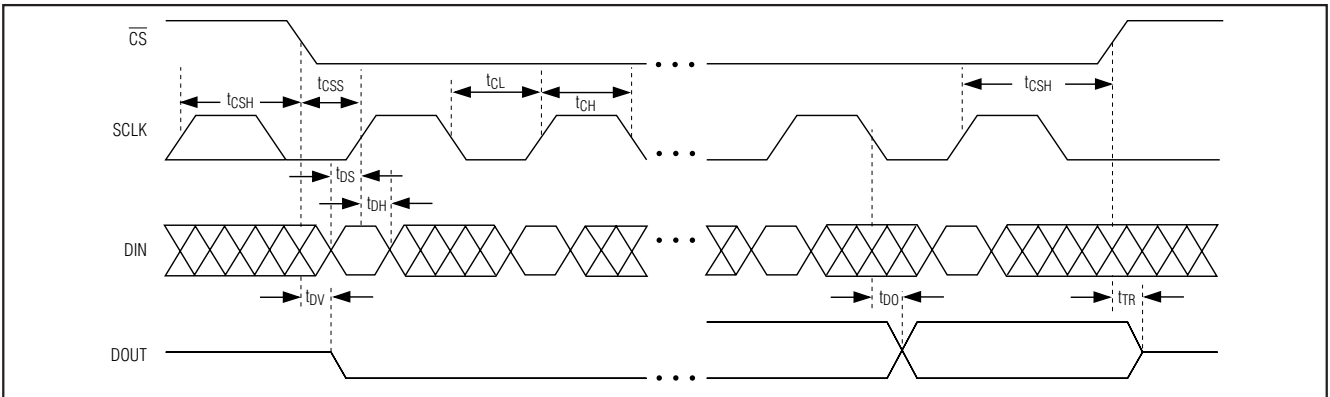 CS
tCSS
tCL
tCSH
tCSH
tCH
SCLK
• • •
• • •
tDS
tDH
DIN
• • •
tDV
tDO
tTR
DOUT
• • •